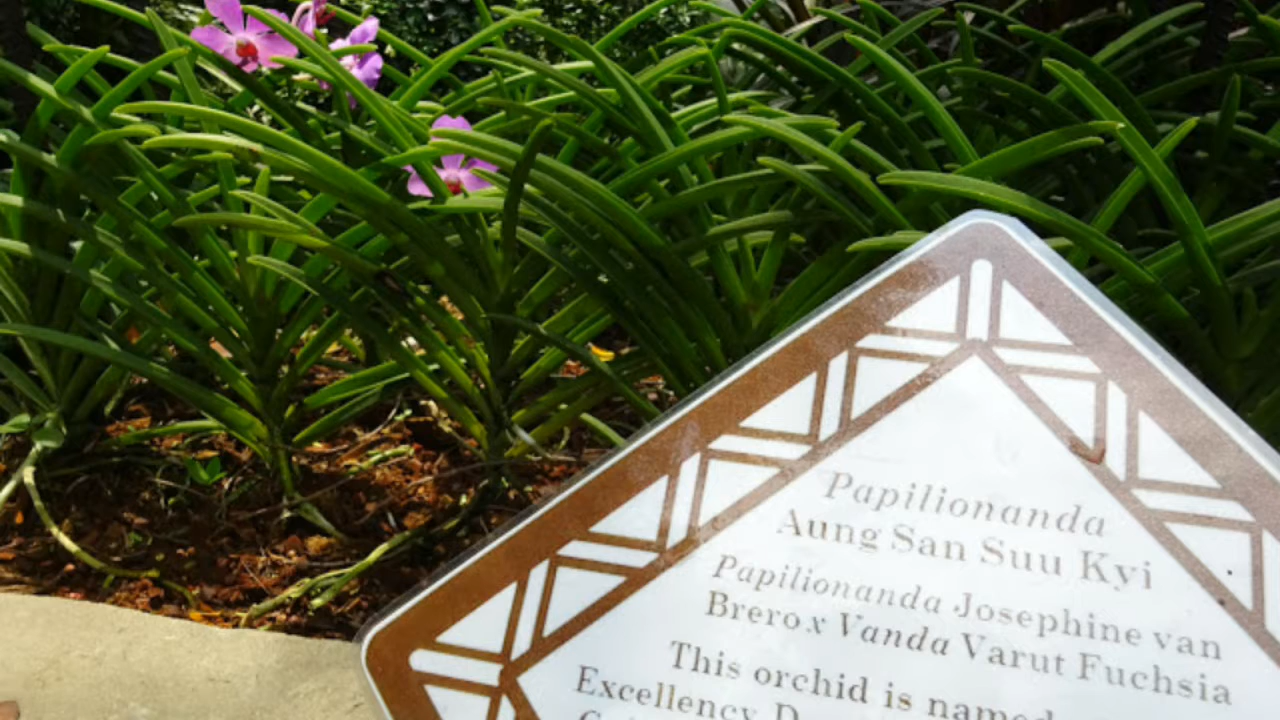 Papilionanda
Aung San Suu Kyi
Papilionanda Josephine van
Brero x Vanda Varut Fuchsia
This orchid is named
Excellency D